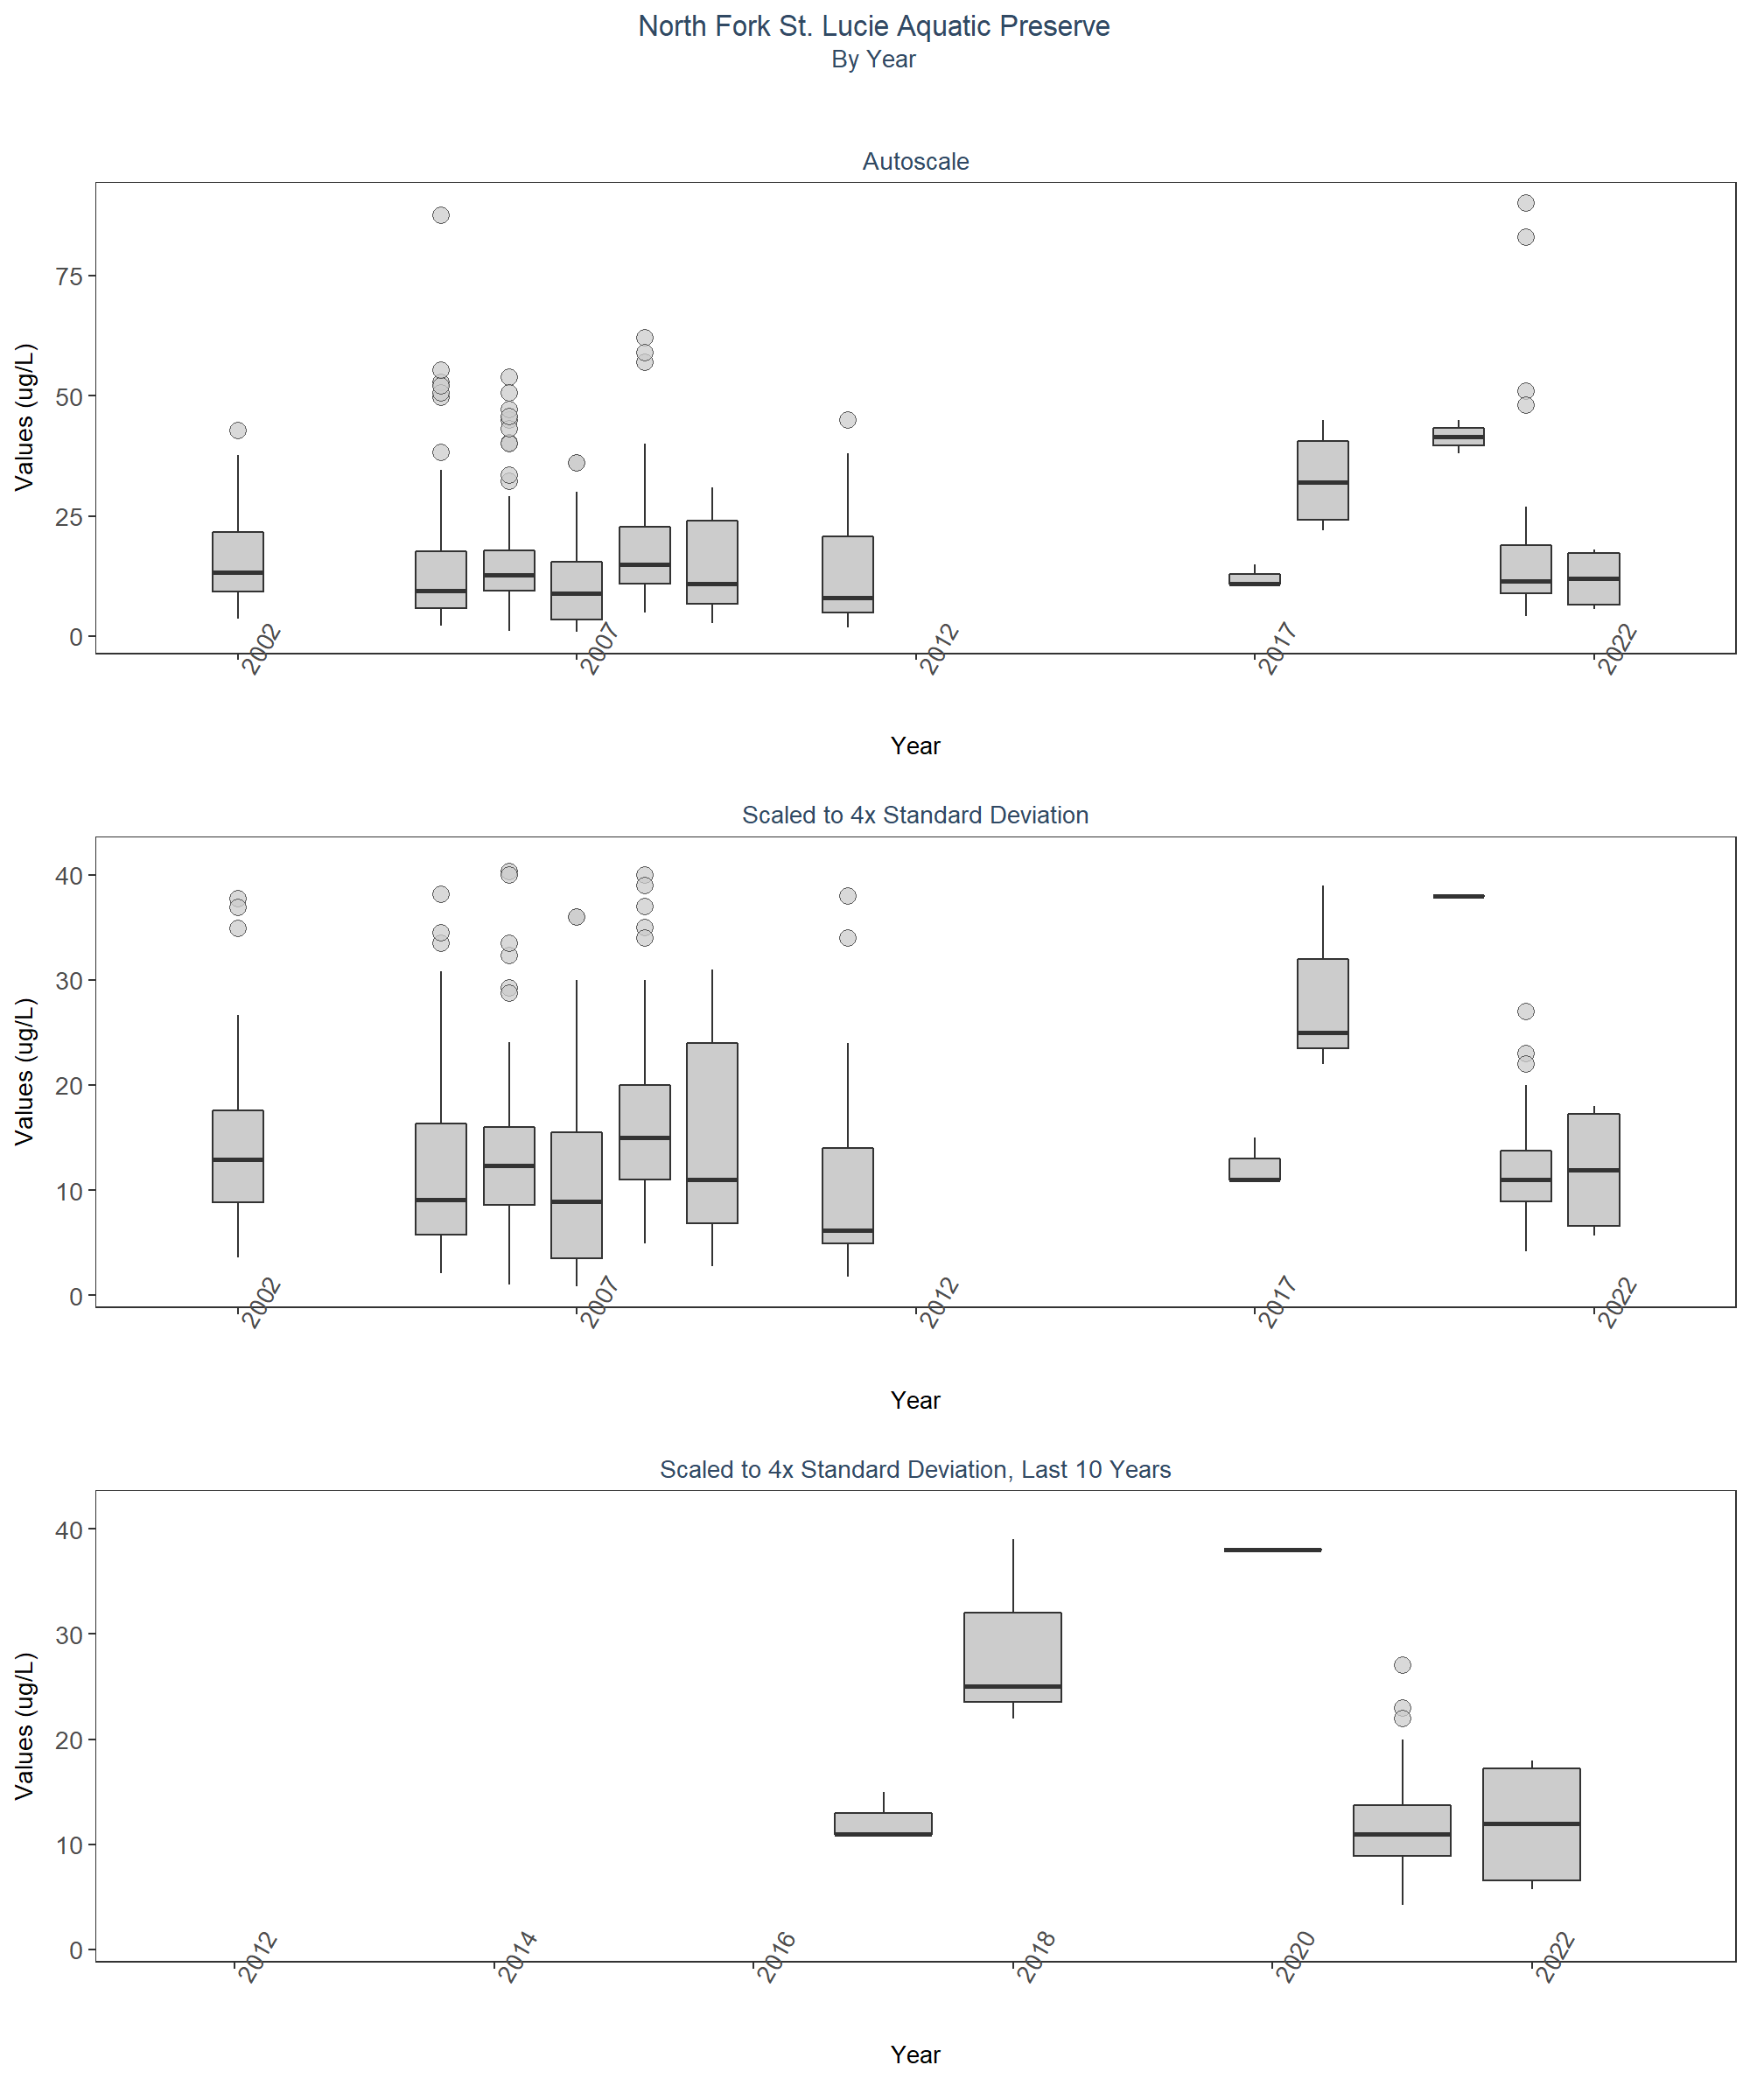 North Fork St. Lucie Aquatic Preserve
By Year
Autoscale
Values (ug/L)
75
50
25
0
2002
2007
2012
2017
2022
Year
Scaled to 4x Standard Deviation
Values (ug/L)
40
30
20
10
0
2002
2007
2012
2017
2022
Year
Scaled to 4x Standard Deviation, Last 10 Years
Values (ug/L)
40
30
20
10
0
2012
2014
2016
2018
2020
2022
Year